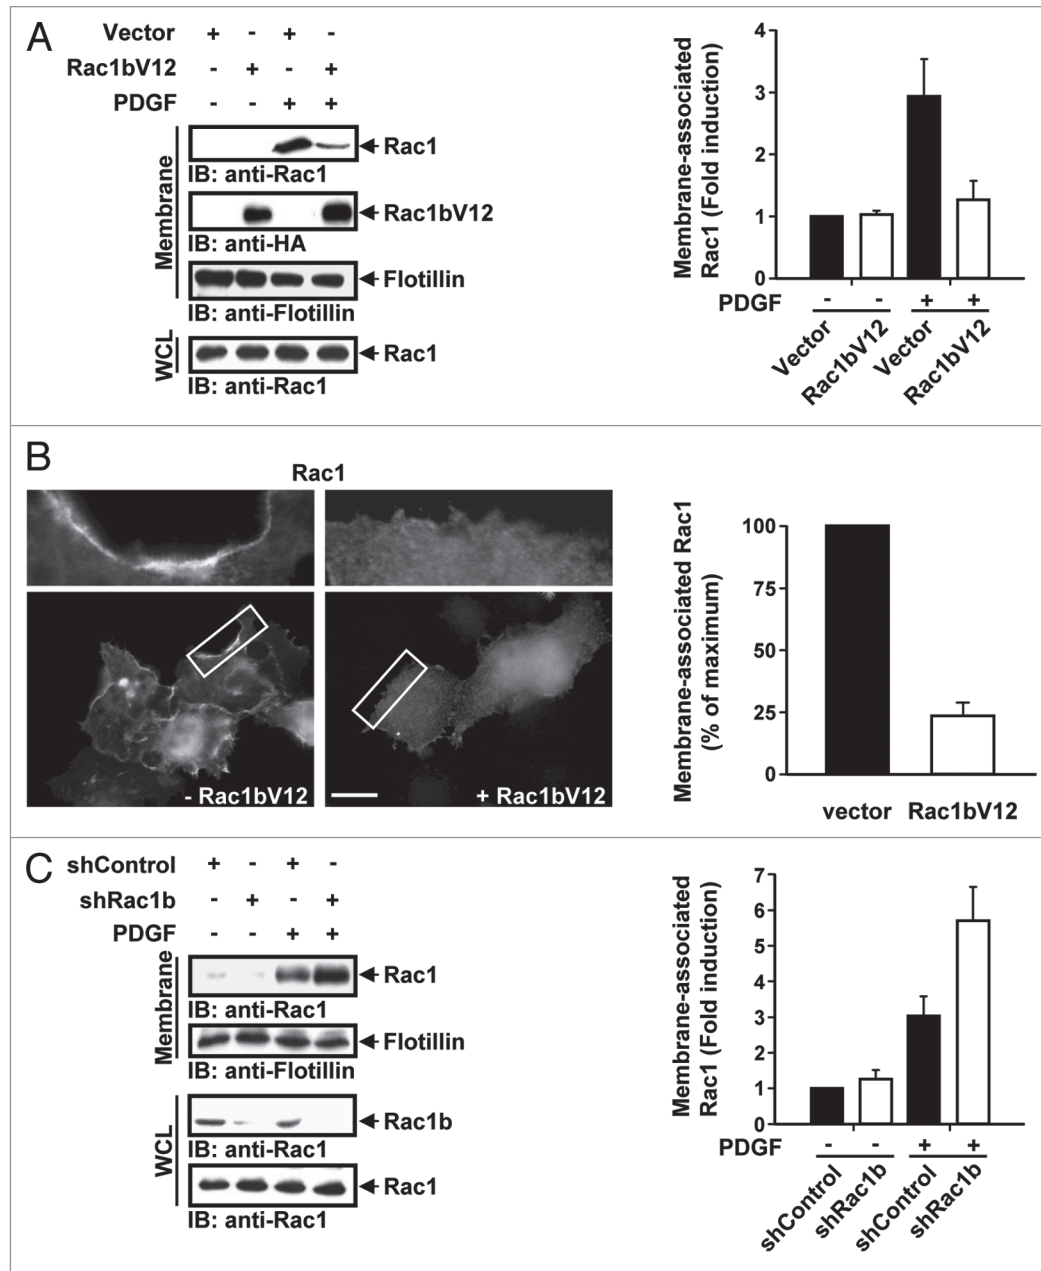 A
Vector + - + -
Rac1bV12 - + - +
PDGF - - + +
Membrane
Rac1
IB: anti-Rac1
Rac1bV12
IB: anti-HA
Flotillin
IB: anti-Flotillin
WCL
Rac1
IB: anti-Rac1
Membrane-associated
Rac1 (Fold induction)
4
3
2
1
0
PDGF - - + +
Vector Rac1bV12 Vector Rac1bV12
B
Rac1
- Rac1bV12
+ Rac1bV12
Membrane-associated Rac1
(% of maximum)
100
75
50
25
0
vector Rac1bV12
C
shControl + - + -
shRac1b - + - +
PDGF - - + +
Membrane
Rac1
IB: anti-Rac1
Flotillin
IB: anti-Flotillin
WCL
Rac1b
IB: anti-Rac1
Rac1
IB: anti-Rac1
Membrane-associated
Rac1 (Fold induction)
7
6
5
4
3
2
1
0
PDGF - - + +
shControl shRac1b shControl shRac1b